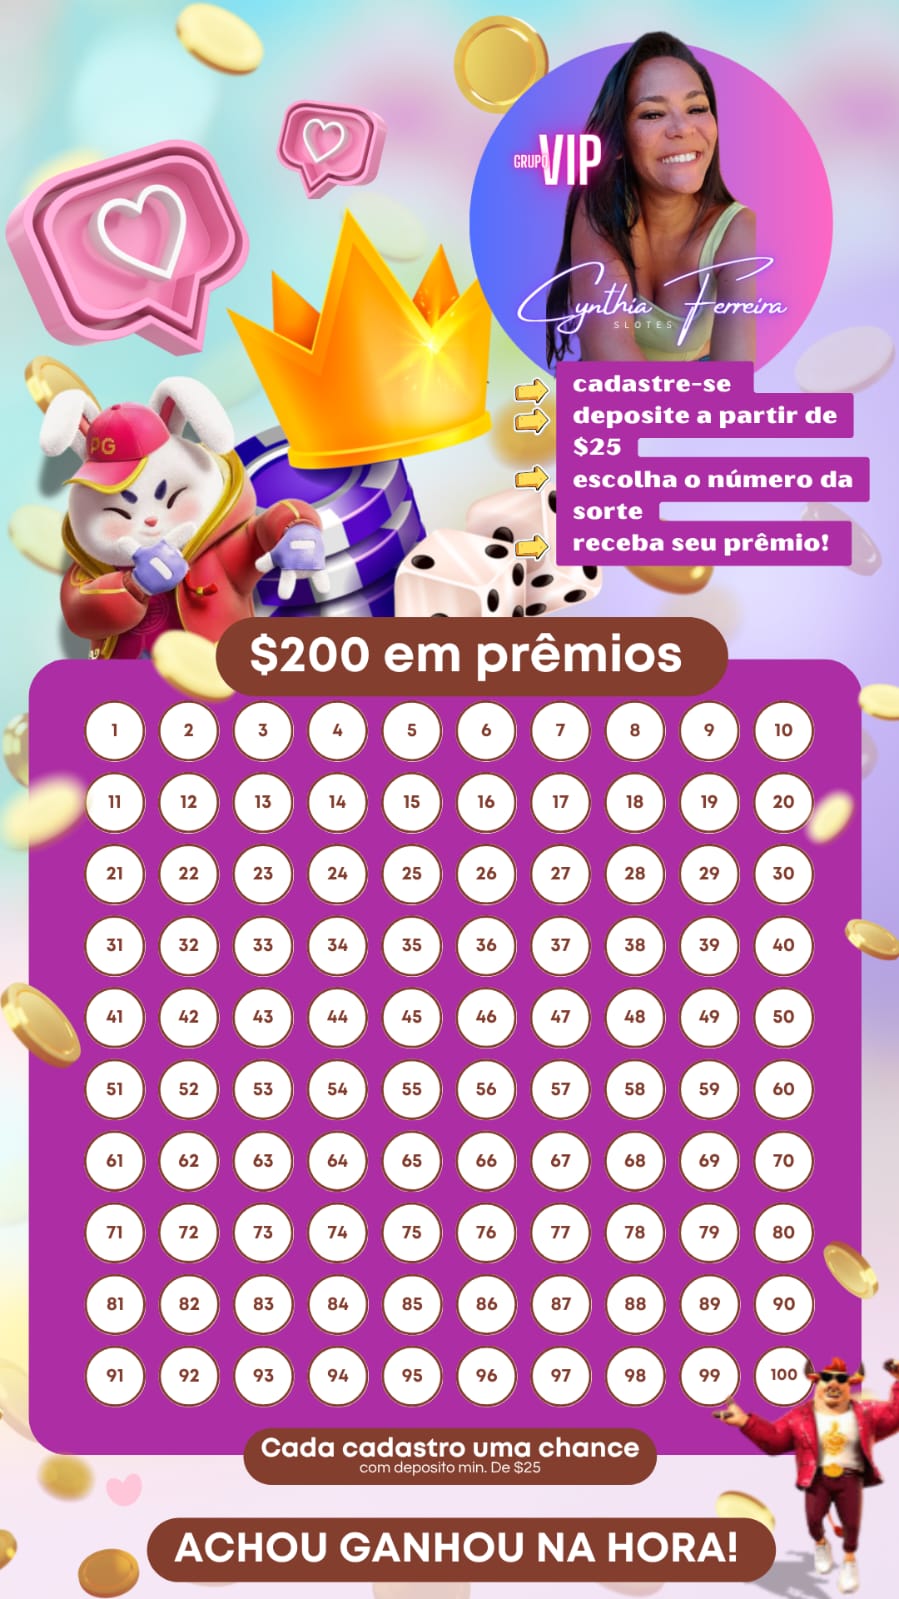 GRUPO VIP
Cynthia Ferreira
SLOTES
cadastre-se
deposite a partir de
$25
escolha o número da
sorte
receba seu prêmio!
PG
$200 em prêmios
1 2 3 4 5 6 7 8 9 10
11 12 13 14 15 16 17 18 19 20
21 22 23 24 25 26 27 28 29 30
31 32 33 34 35 36 37 38 39 40
41 42 43 44 45 46 47 48 49 50
51 52 53 54 55 56 57 58 59 60
61 62 63 64 65 66 67 68 69 70
71 72 73 74 75 76 77 78 79 80
81 82 83 84 85 86 87 88 89 90
91 92 93 94 95 96 97 98 99 100
Cada cadastro uma chance
com deposito min. De $25
ACHOU GANHOU NA HORA!